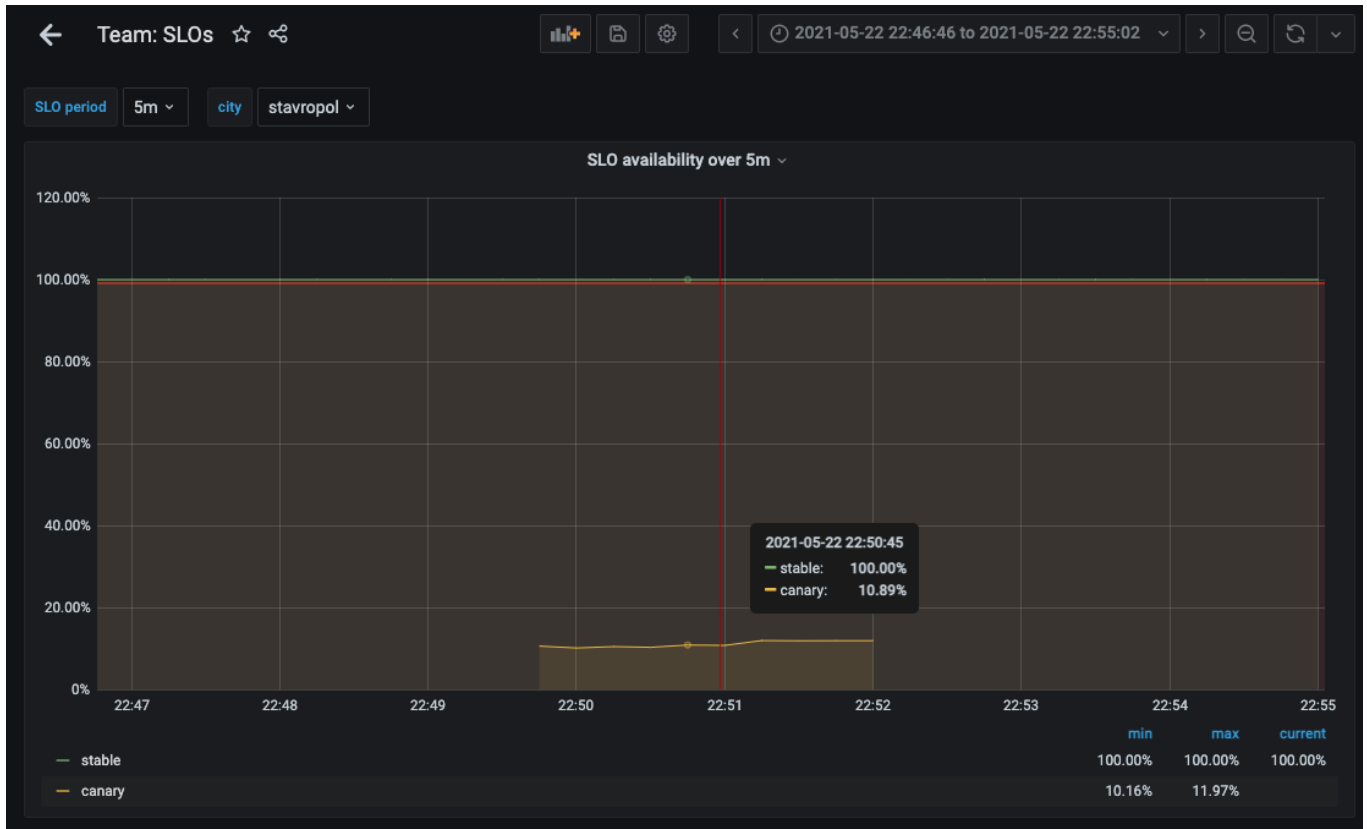 Team: SLOs
2021-05-22 22:46:46 to 2021-05-22 22:55:02
SLO period 5m city stavropol
SLO availability over 5m
120.00%
100.00%
80.00%
60.00%
40.00%
2021-05-22 22:50:45
stable: 100.00%
canary: 10.89%
20.00%
0%
22:47 22:48 22:49 22:50 22:51 22:52 22:53 22:54 22:55
min max current
stable 100.00% 100.00% 100.00%
canary 10.16% 11.97%